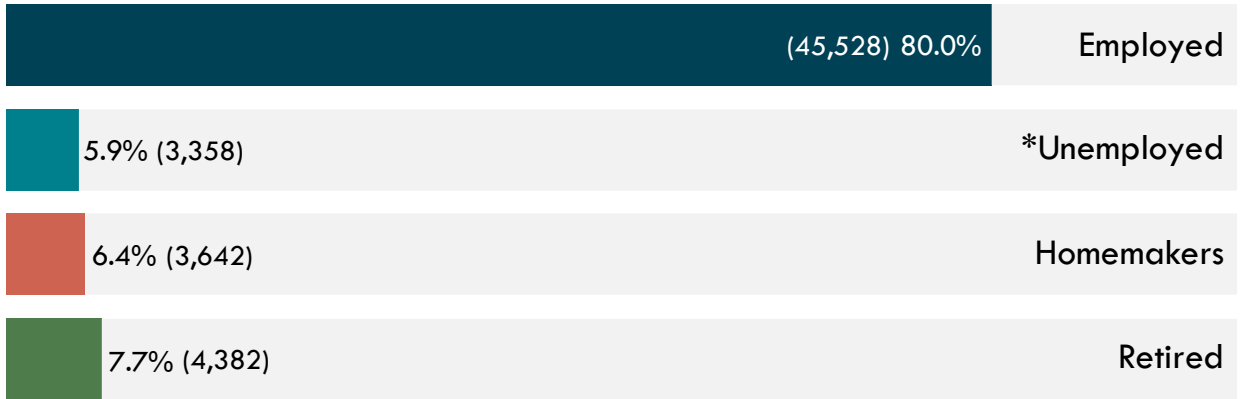 (45,528) 80.0% Employed
5.9% (3,358) *Unemployed
6.4% (3,642) Homemakers
7.7% (4,382) Retired